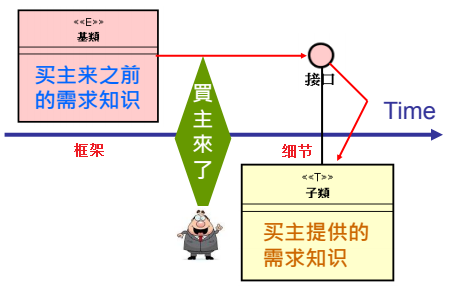 <<E>>
基類
买主来之前
的需求知识
買
主
來
了
接口
Time
框架
细节
<<T>>
子類
买主提供的
需求知识